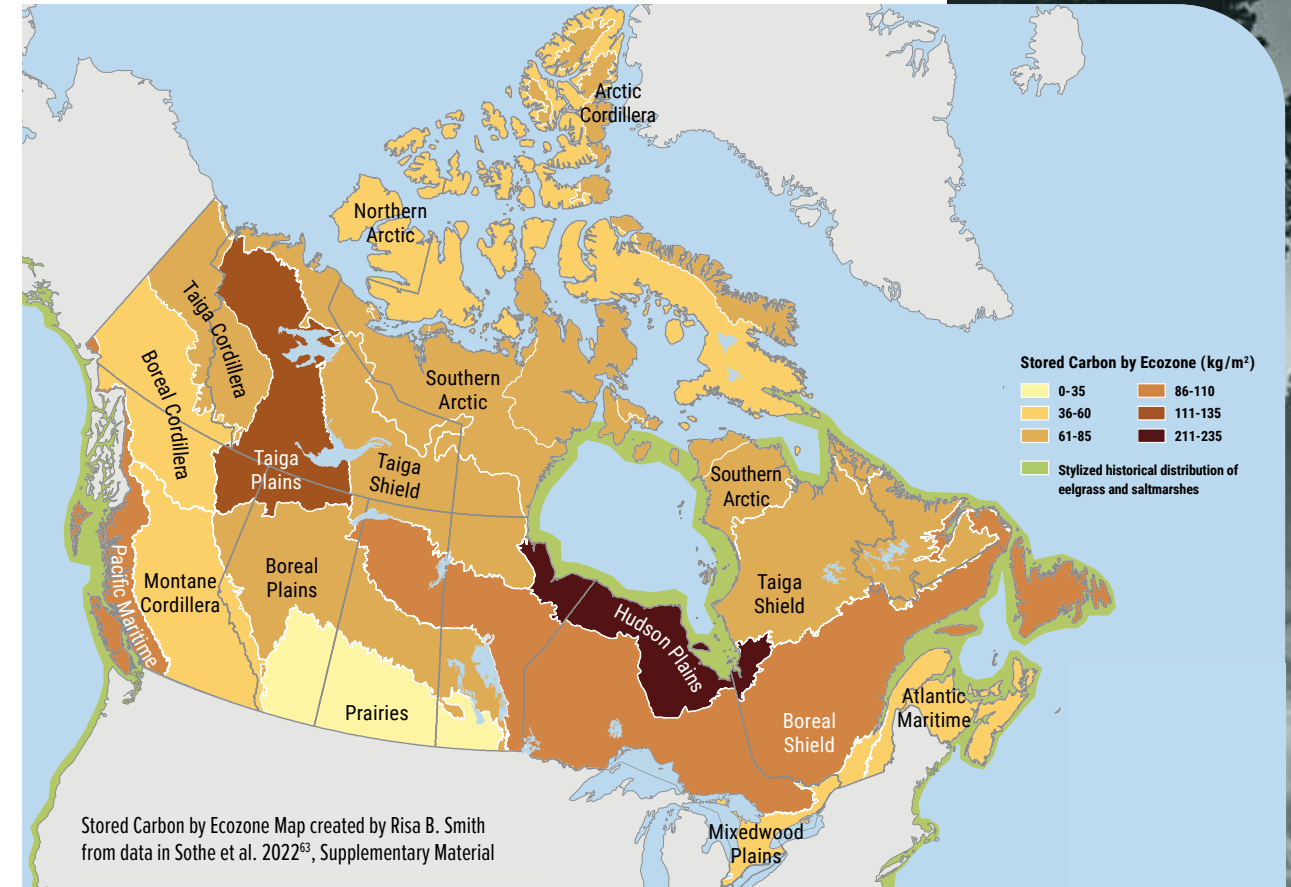 Arctic
Cordillera
Northern
Arctic
Taiga Cordillera
Boreal Cordillera
Southern
Arctic
Taiga
Plains
Taiga
Shield
Southern
Arctic
Stored Carbon by Ecozone (kg/m²)
0-35
36-60
61-85
86-110
111-135
211-235
Stylized historical distribution of
eelgrass and saltmarshes
Pacific Maritime
Montane
Cordillera
Boreal
Plains
Hudson Plains
Taiga
Shield
Prairies
Boreal
Shield
Atlantic
Maritime
Mixedwood
Plains
Stored Carbon by Ecozone Map created by Risa B. Smith
from data in Sothe et al. 2022⁶³, Supplementary Material